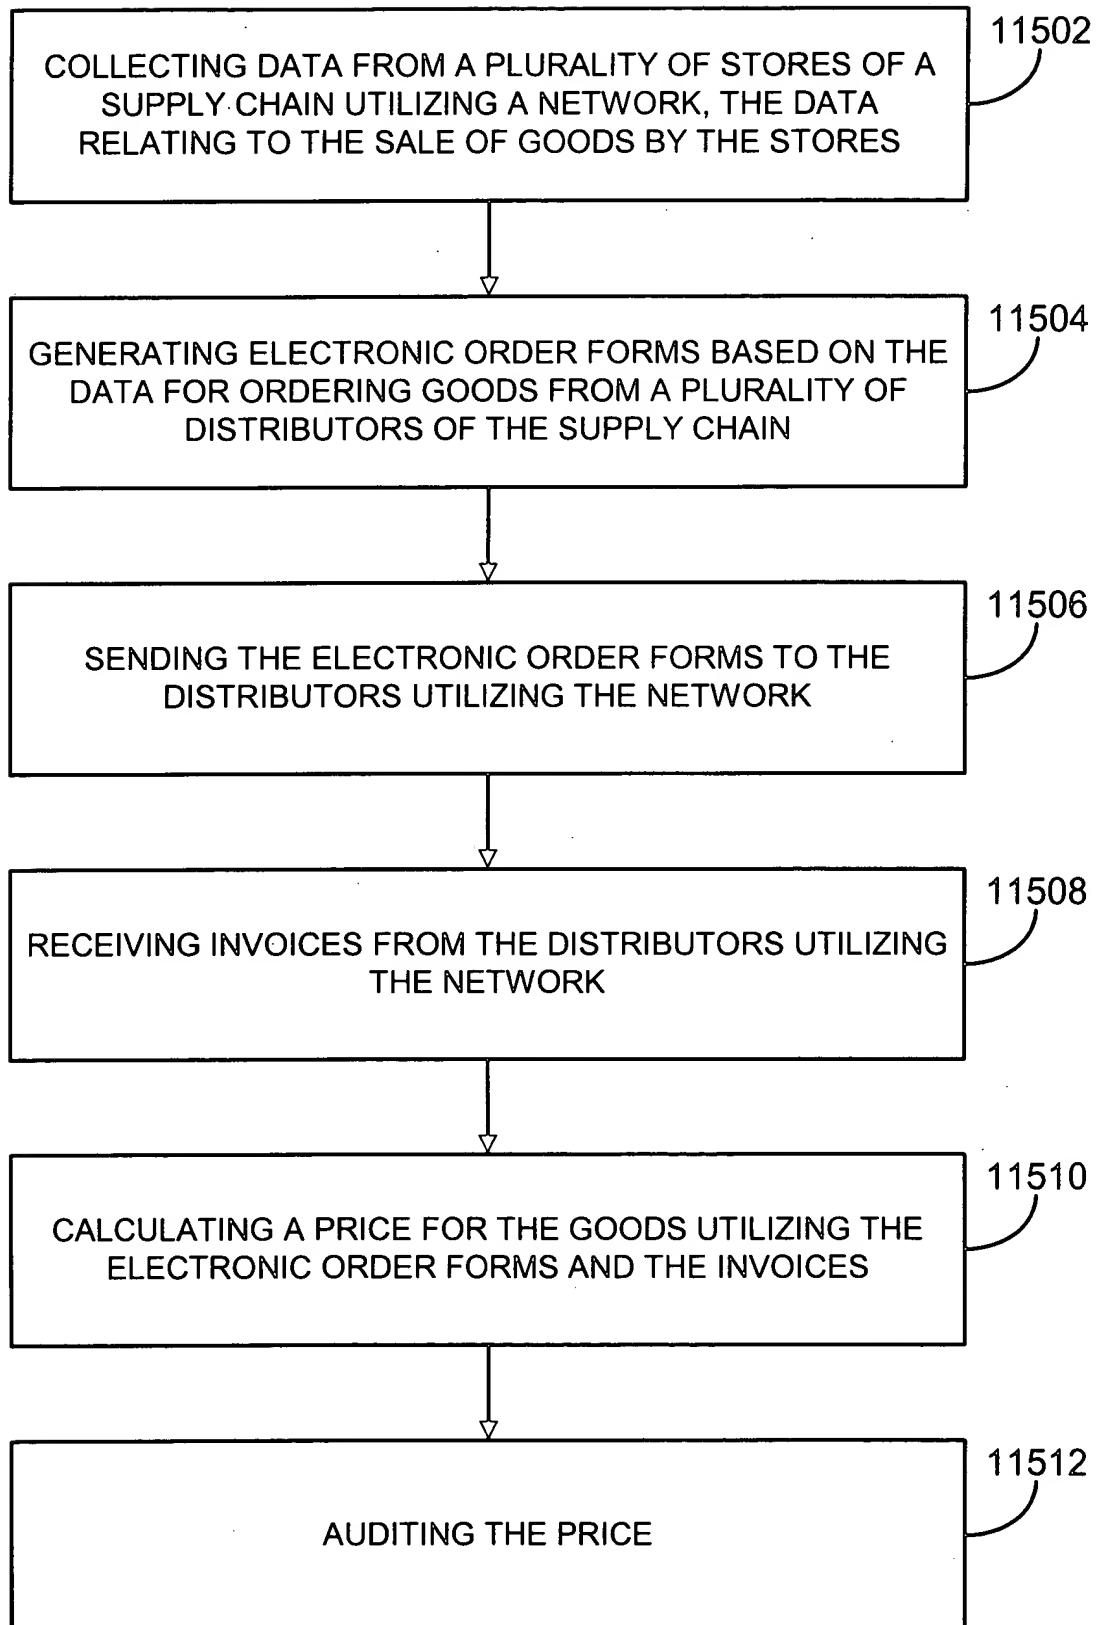 11502
COLLECTING DATA FROM A PLURALITY OF STORES OF A
SUPPLY CHAIN UTILIZING A NETWORK, THE DATA
RELATING TO THE SALE OF GOODS BY THE STORES
11504
GENERATING ELECTRONIC ORDER FORMS BASED ON THE
DATA FOR ORDERING GOODS FROM A PLURALITY OF
DISTRIBUTORS OF THE SUPPLY CHAIN
11506
SENDING THE ELECTRONIC ORDER FORMS TO THE
DISTRIBUTORS UTILIZING THE NETWORK
11508
RECEIVING INVOICES FROM THE DISTRIBUTORS UTILIZING
THE NETWORK
11510
CALCULATING A PRICE FOR THE GOODS UTILIZING THE
ELECTRONIC ORDER FORMS AND THE INVOICES
11512
AUDITING THE PRICE